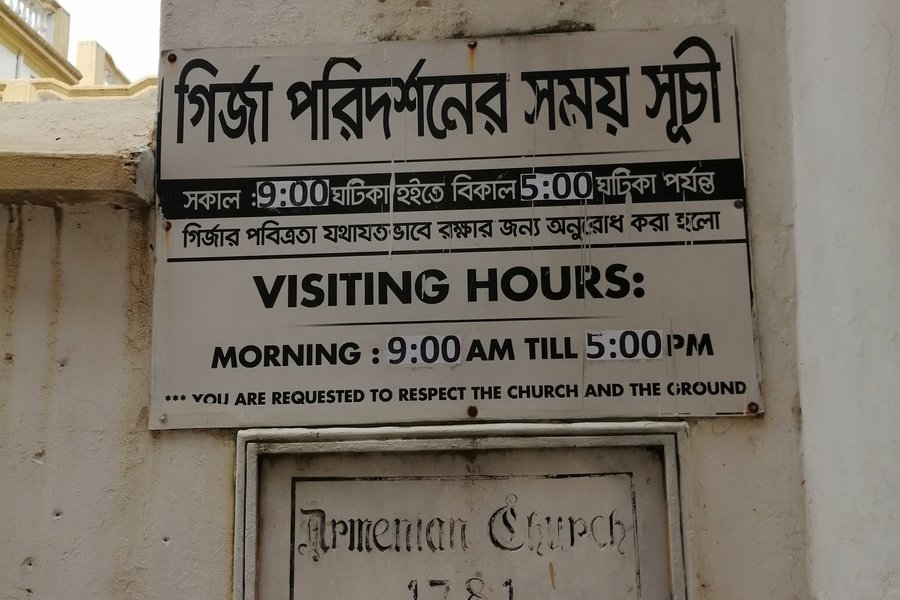 গির্জা পরিদর্শনের সময় সূচী
সকাল : 9:00 ঘটিকা হইতে বিকাল 5:00 ঘটিকা পর্যন্ত
গির্জার পবিত্রতা যথাযতভাবে রক্ষার জন্য অনুরোধ করা হলো
VISITING HOURS:
MORNING : 9:00 AM TILL 5:00 PM
*** YOU ARE REQUESTED TO RESPECT THE CHURCH AND THE GROUND
Armenian Church
1781